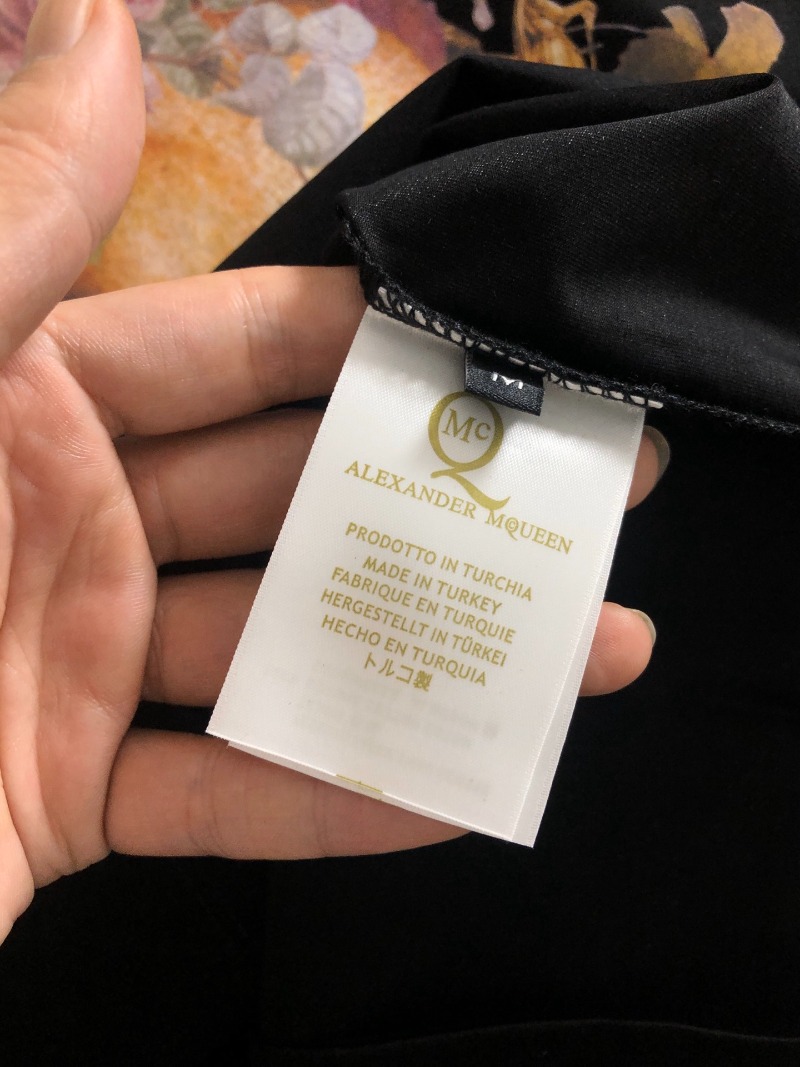 M
Mc
Q
ALEXANDER MCQUEEN
PRODOTTO IN TURCHIA
MADE IN TURKEY
FABRIQUE EN TURQUIE
HERGESTELLT IN TÜRKEI
HECHO EN TURQUIA
トルコ製